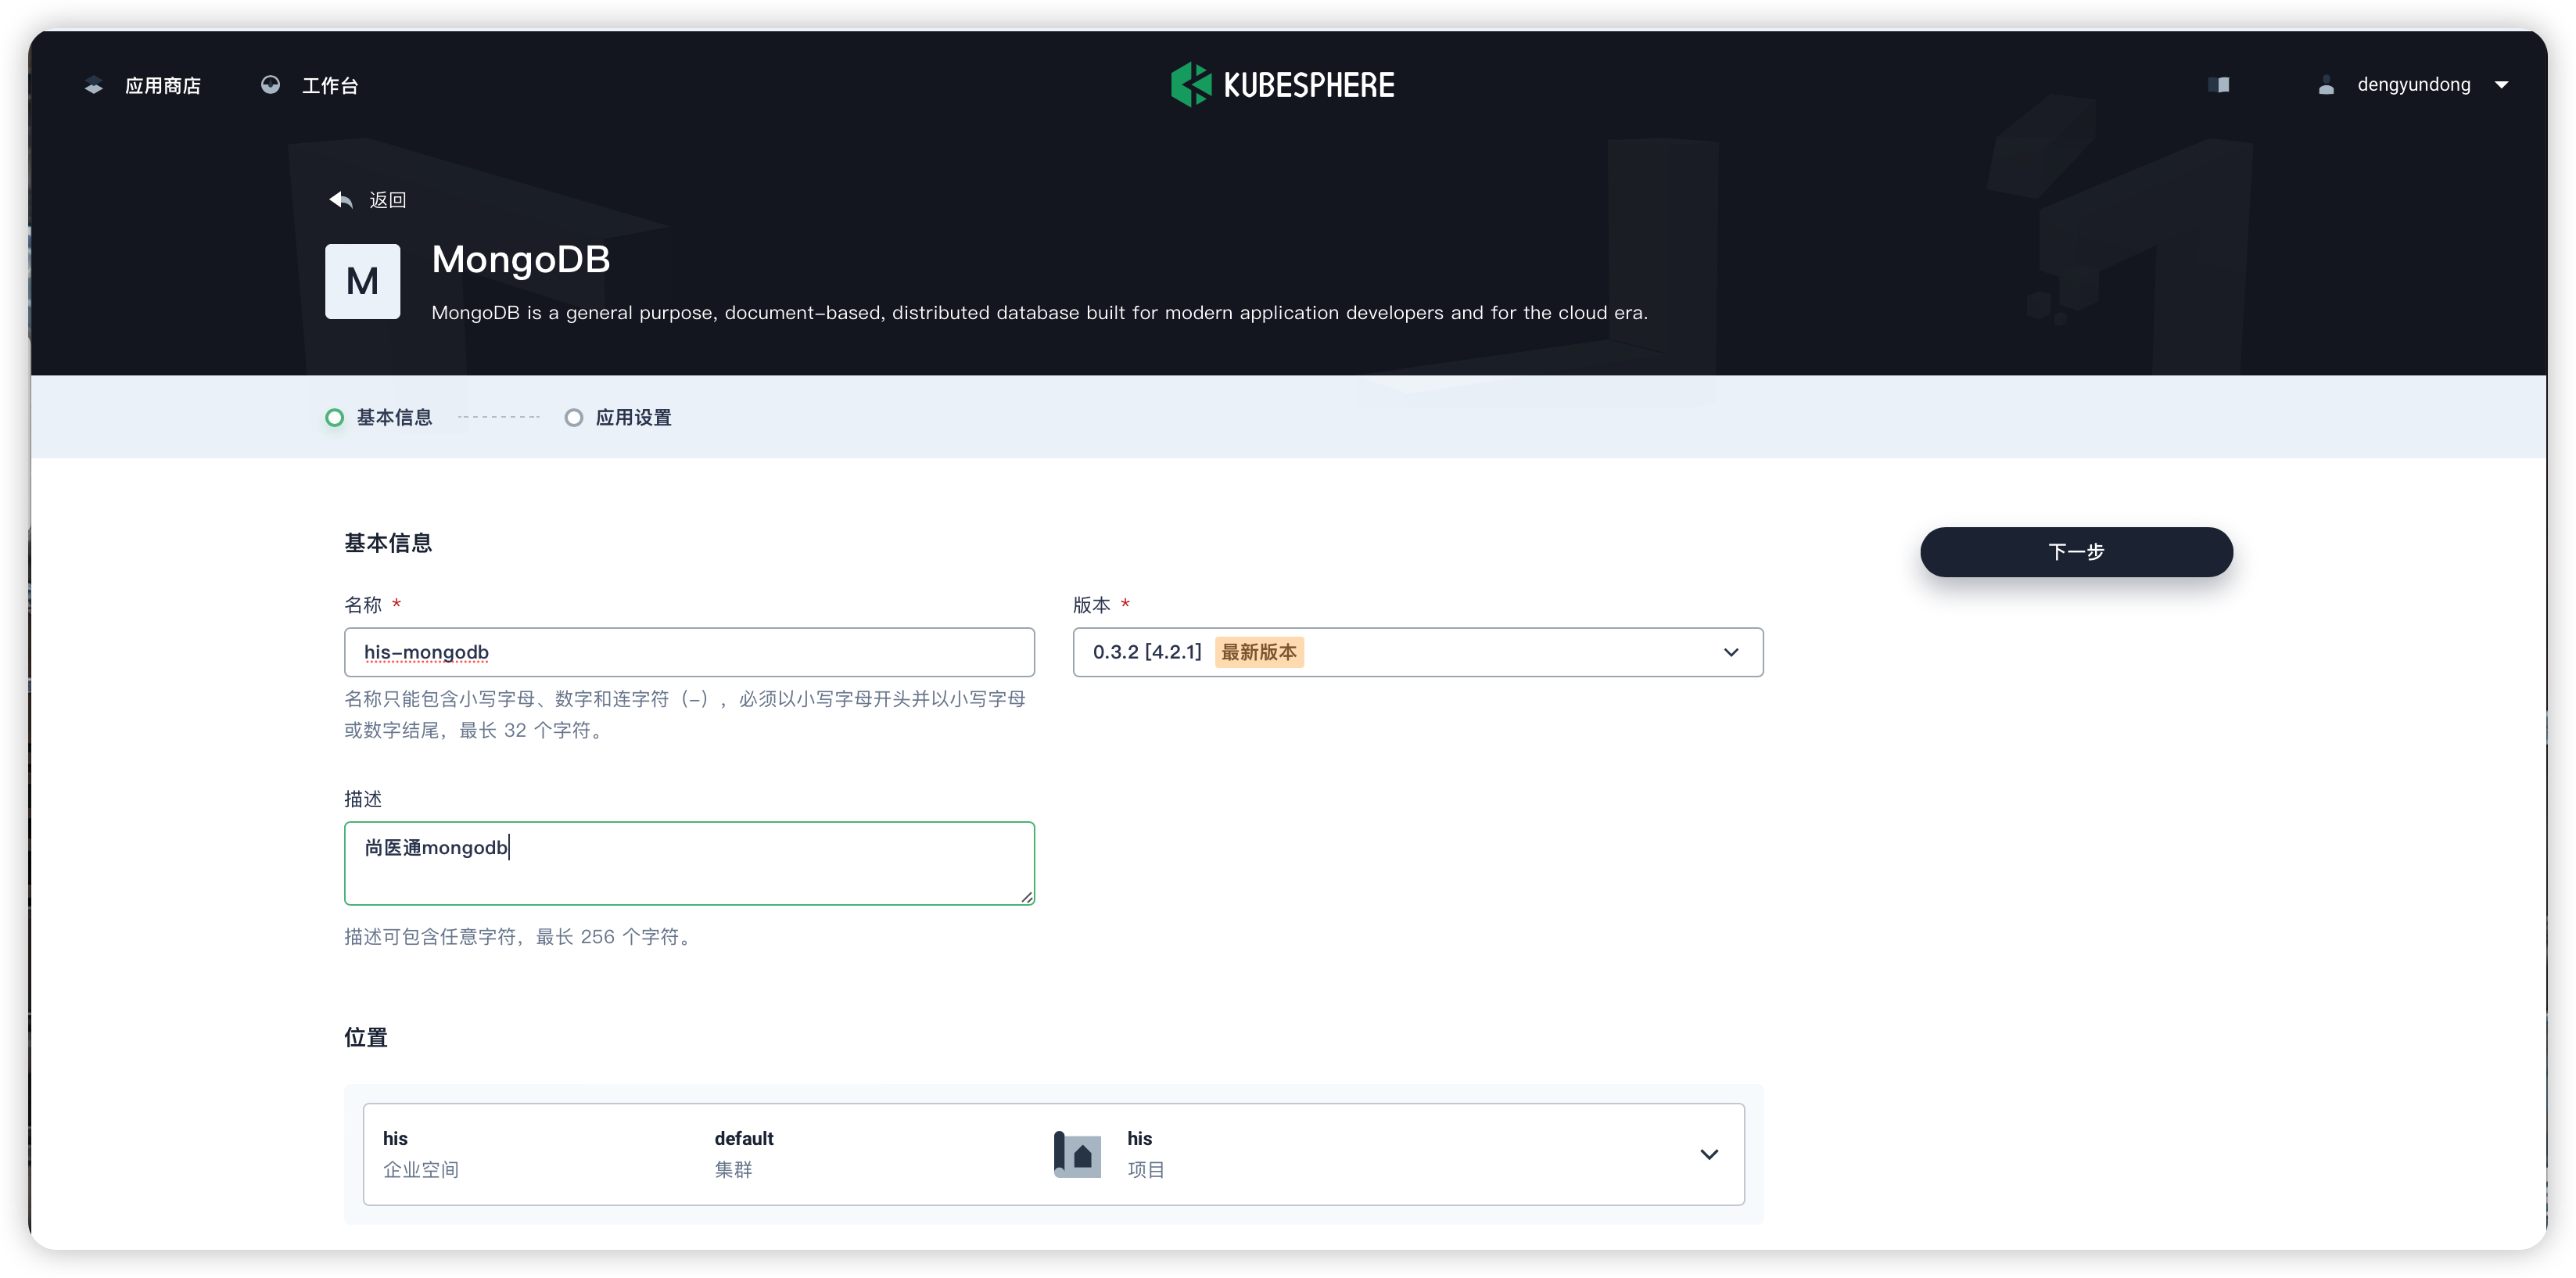 应用商店
工作台
KUBESPHERE
dengyundong
返回
M
MongoDB
MongoDB is a general purpose, document-based, distributed database built for modern application developers and for the cloud era.
基本信息
应用设置
基本信息
下一步
名称 *
版本 *
his-mongodb
0.3.2 [4.2.1] 最新版本
名称只能包含小写字母、数字和连字符（-），必须以小写字母开头并以小写字母
或数字结尾，最长 32 个字符。
描述
尚医通mongodb
描述可包含任意字符，最长 256 个字符。
位置
his
default
his
企业空间
集群
项目